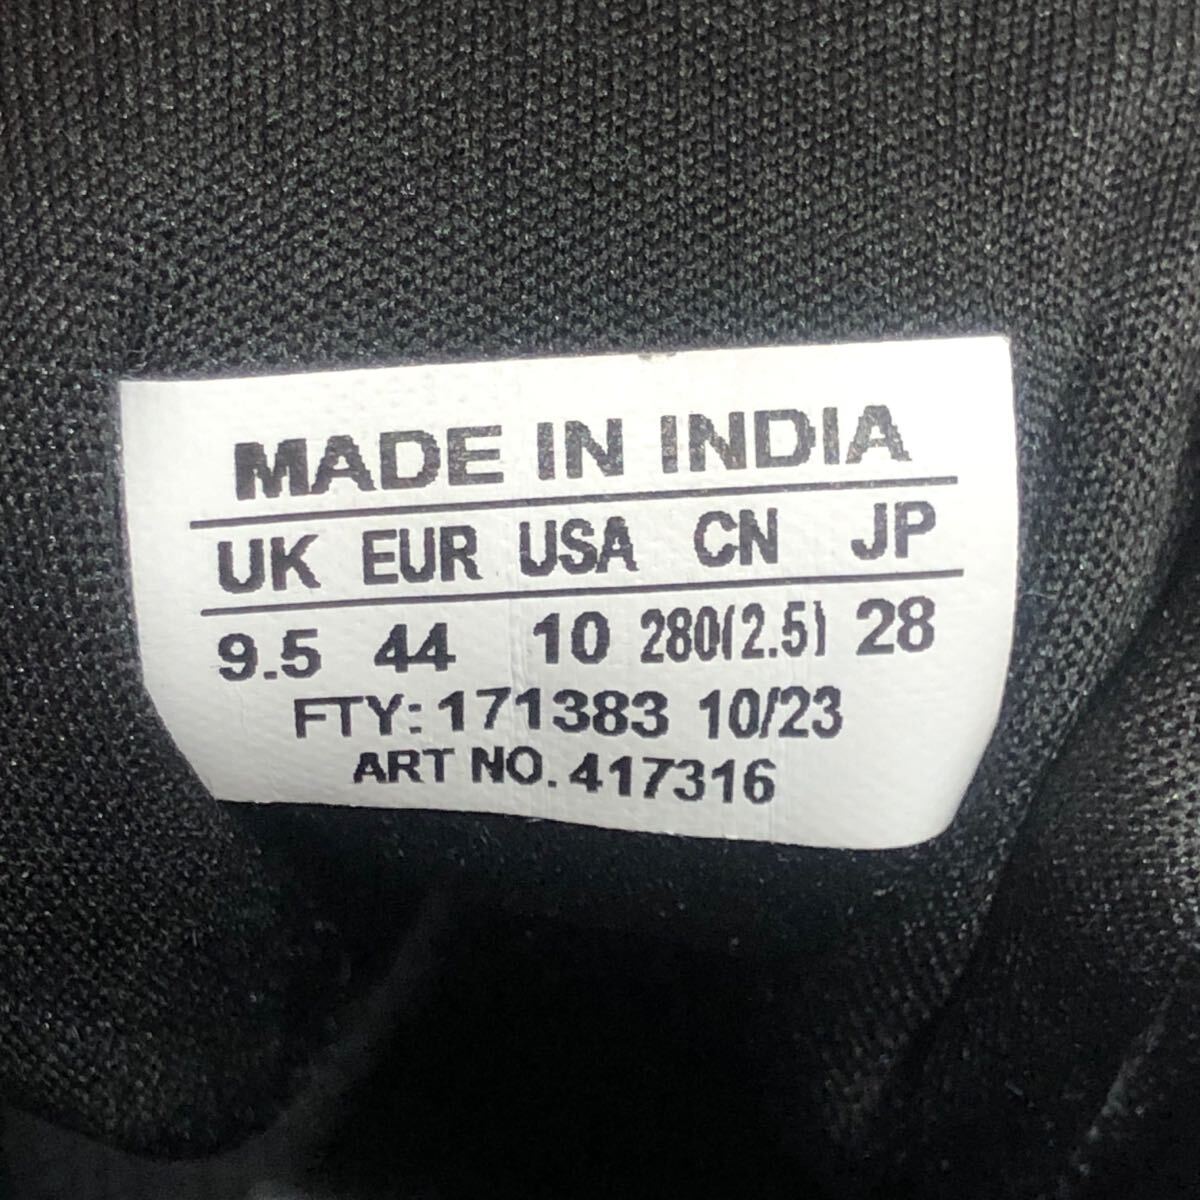 MADE IN INDIA
UK EUR USA CN JP
9.5 44 10 280(2.5) 28
FTY: 171383 10/23
ART NO. 417316